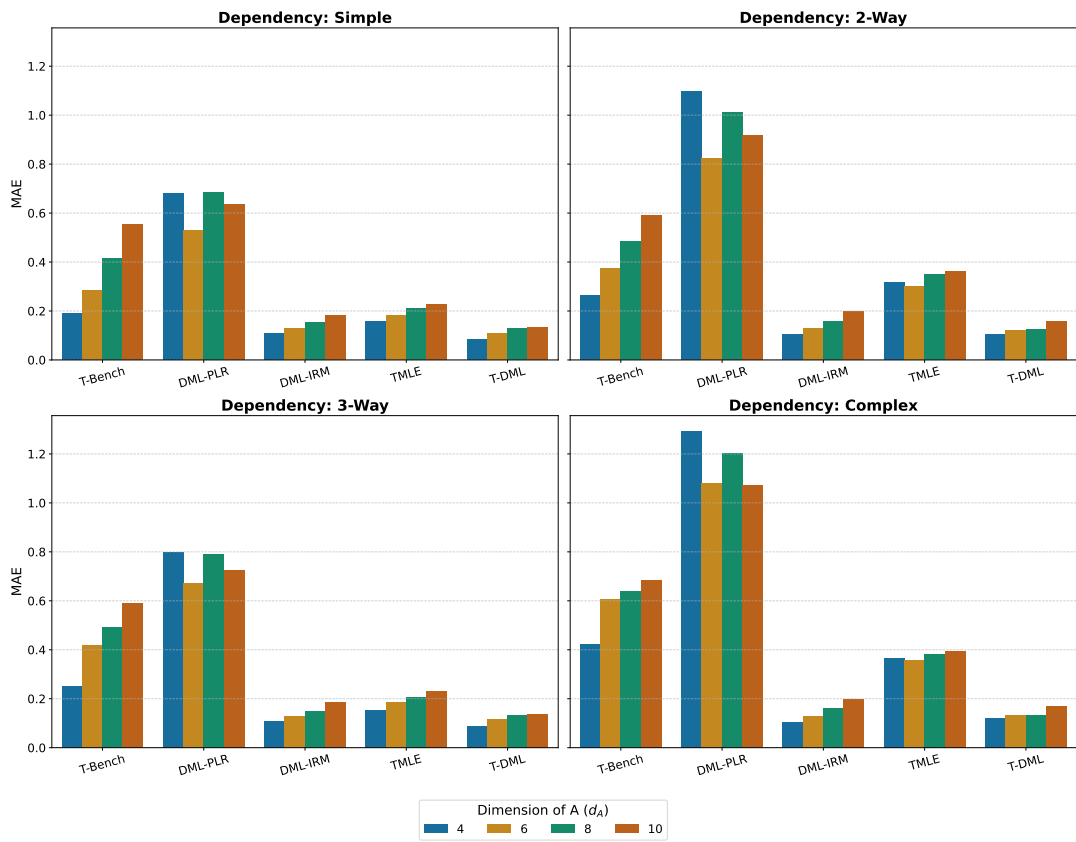 Dependency: Simple
Dependency: 2-Way
MAE
1.2
1.0
0.8
0.6
0.4
0.2
0.0
T-Bench
DML-PLR
DML-IRM
TMLE
T-DML
T-Bench
DML-PLR
DML-IRM
TMLE
T-DML
Dependency: 3-Way
Dependency: Complex
MAE
1.2
1.0
0.8
0.6
0.4
0.2
0.0
T-Bench
DML-PLR
DML-IRM
TMLE
T-DML
T-Bench
DML-PLR
DML-IRM
TMLE
T-DML
Dimension of A (d_A)
4 6 8 10